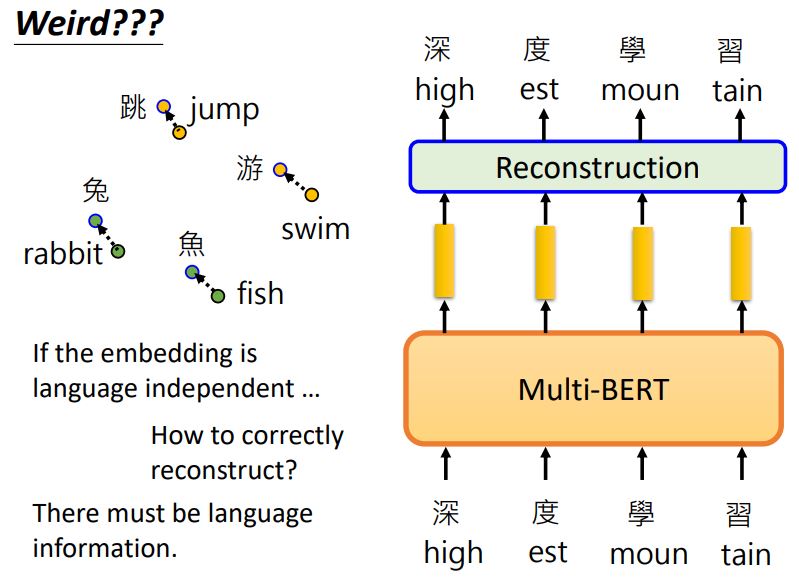 Weird???
跳 jump
游
swim
兔
rabbit
魚
fish
If the embedding is
language independent ...
How to correctly
reconstruct?
There must be language
information.
深 度 學 習
high est moun tain
Reconstruction
Multi-BERT
深 度 學 習
high est moun tain